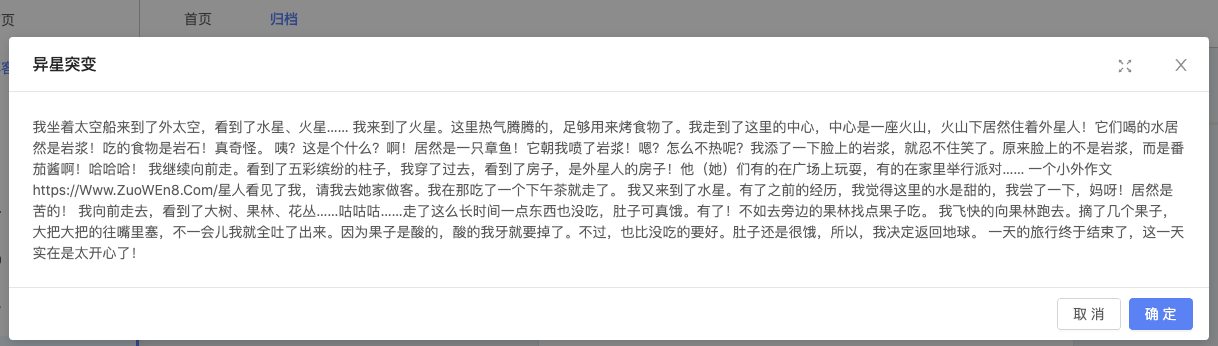 页
首页
归档
客
异星突变
我坐着太空船来到了外太空，看到了水星、火星…… 我来到了火星。这里热气腾腾的，足够用来烤食物了。我走到了这里的中心，中心是一座火山，火山下居然住着外星人！它们喝的水居
然是岩浆！吃的食物是岩石！真奇怪。 咦？这是个什么？啊！居然是一只章鱼！它朝我喷了岩浆！嗯？怎么不热呢？我添了一下脸上的岩浆，就忍不住笑了。原来脸上的不是岩浆，而是番
茄酱啊！哈哈哈！ 我继续向前走。看到了五彩缤纷的柱子，我穿了过去，看到了房子，是外星人的房子！他（她）们有的在广场上玩耍，有的在家里举行派对…… 一个小外作文
https://Www.ZuoWEn8.Com/星人看见了我，请我去她家做客。我在那吃了一个下午茶就走了。 我又来到了水星。有了之前的经历，我觉得这里的水是甜的，我尝了一下，妈呀！居然是
苦的！ 我向前走去，看到了大树、果林、花丛……咕咕咕……走了这么长时间一点东西也没吃，肚子可真饿。有了！不如去旁边的果林找点果子吃。 我飞快的向果林跑去。摘了几个果子，
大把大把的往嘴里塞，不一会儿我就全吐了出来。因为果子是酸的，酸的我牙就要掉了。不过，也比没吃的要好。肚子还是很饿，所以，我决定返回地球。 一天的旅行终于结束了，这一天
实在是太开心了！
取 消
确 定